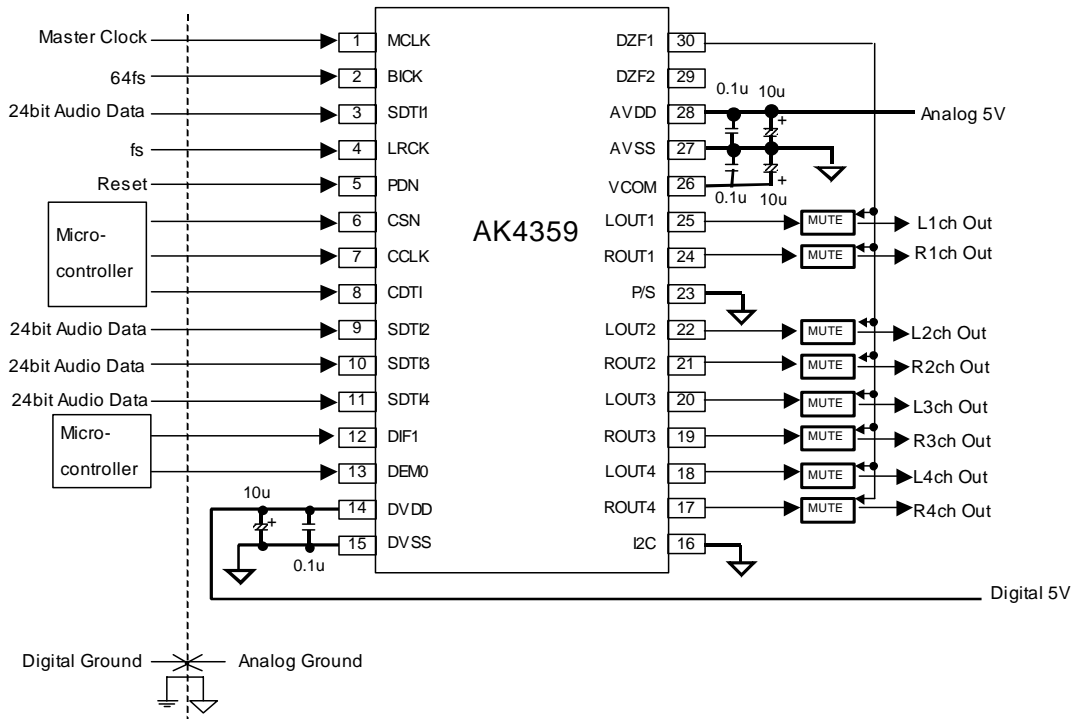 Master Clock
1
MCLK
DZF1
30
64fs
2
BICK
DZF2
29
0.1u
10u
24bit Audio Data
3
SDTI1
AVDD
28
+
Analog 5V
fs
4
LRCK
AVSS
27
Reset
5
PDN
VCOM
26
+
0.1u
10u
Micro-
controller
6
CSN
AK4359
LOUT1
25
MUTE
L1ch Out
7
CCLK
ROUT1
24
MUTE
R1ch Out
8
CDTI
P/S
23
24bit Audio Data
9
SDTI2
LOUT2
22
MUTE
L2ch Out
24bit Audio Data
10
SDTI3
ROUT2
21
MUTE
R2ch Out
24bit Audio Data
11
SDTI4
LOUT3
20
MUTE
L3ch Out
Micro-
controller
12
DIF1
ROUT3
19
MUTE
R3ch Out
13
DEM0
LOUT4
18
MUTE
L4ch Out
10u
14
DVDD
ROUT4
17
MUTE
R4ch Out
+
0.1u
15
DVSS
I2C
16
Digital 5V
Digital Ground
Analog Ground